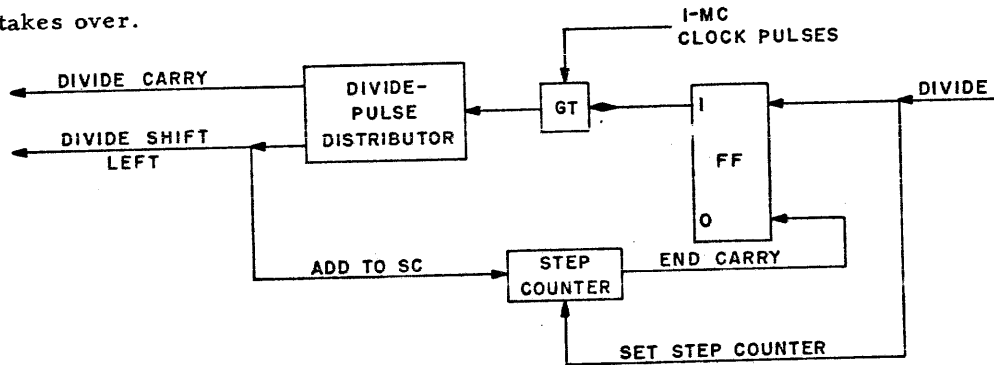 takes over.
I-MC
CLOCK PULSES
DIVIDE CARRY
DIVIDE-
PULSE
DISTRIBUTOR
GT
I
FF
O
DIVIDE
DIVIDE SHIFT
LEFT
ADD TO SC
STEP
COUNTER
END CARRY
SET STEP COUNTER